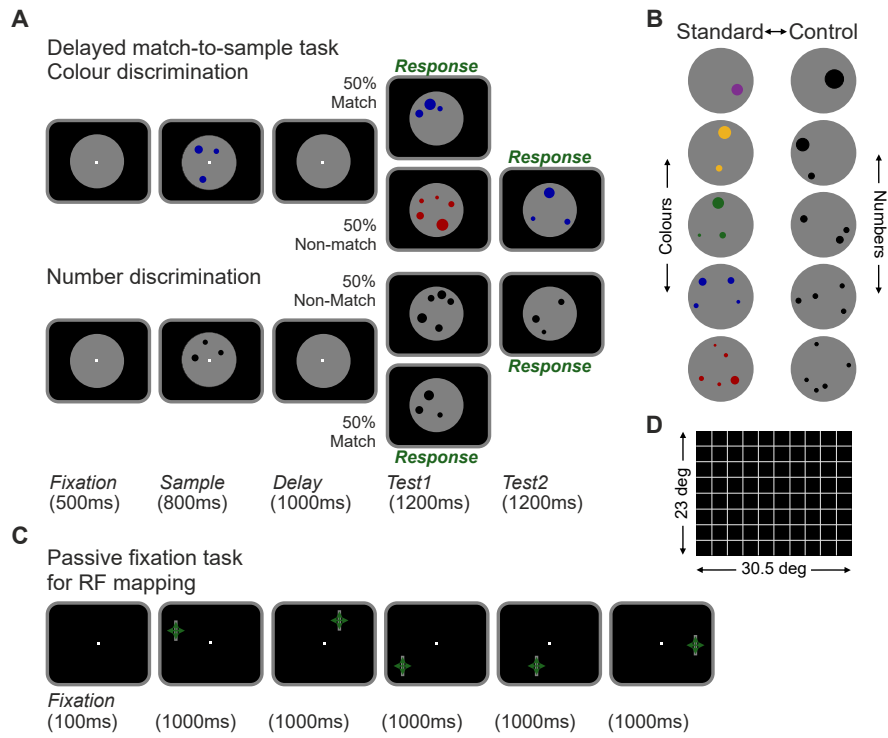 A
Delayed match-to-sample task
Colour discrimination
Response
50%
Match
Response
50%
Non-match
Number discrimination
50%
Non-Match
Response
50%
Match
Response
Fixation
(500ms)
Sample
(800ms)
Delay
(1000ms)
Test1
(1200ms)
Test2
(1200ms)
B
Standard
Control
Colours
Numbers
D
23 deg
30.5 deg
C
Passive fixation task
for RF mapping
Fixation
(100ms)
(1000ms)
(1000ms)
(1000ms)
(1000ms)
(1000ms)